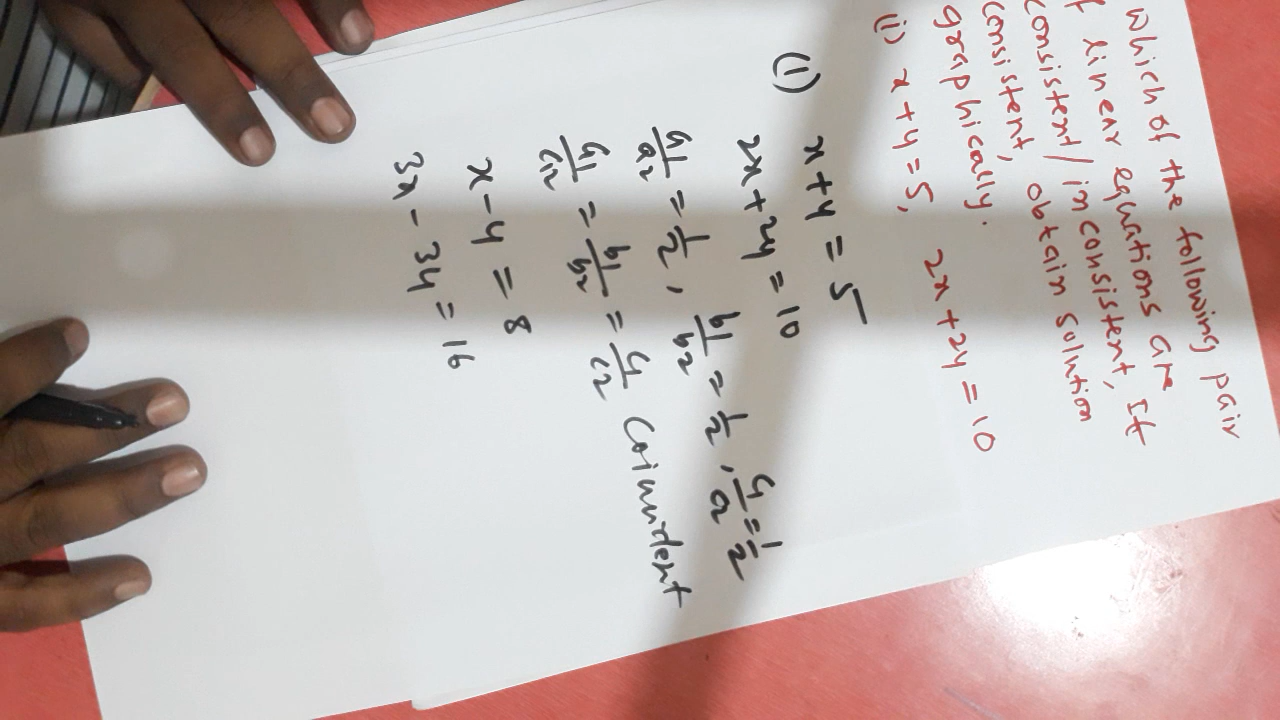 Which of the following pair
f linear equations are
consistent/inconsistent, If
consistent, obtain solution
graphically.
(i) x+y=5, 2x+2y=10
(1) x+y = 5
2x+2y = 10
a1/a2 = 1/2, b1/b2 = 1/2, c1/c2 = 1/2
a1/a2 = b1/b2 = c1/c2 Coincident
x-y = 8
3x-3y = 16